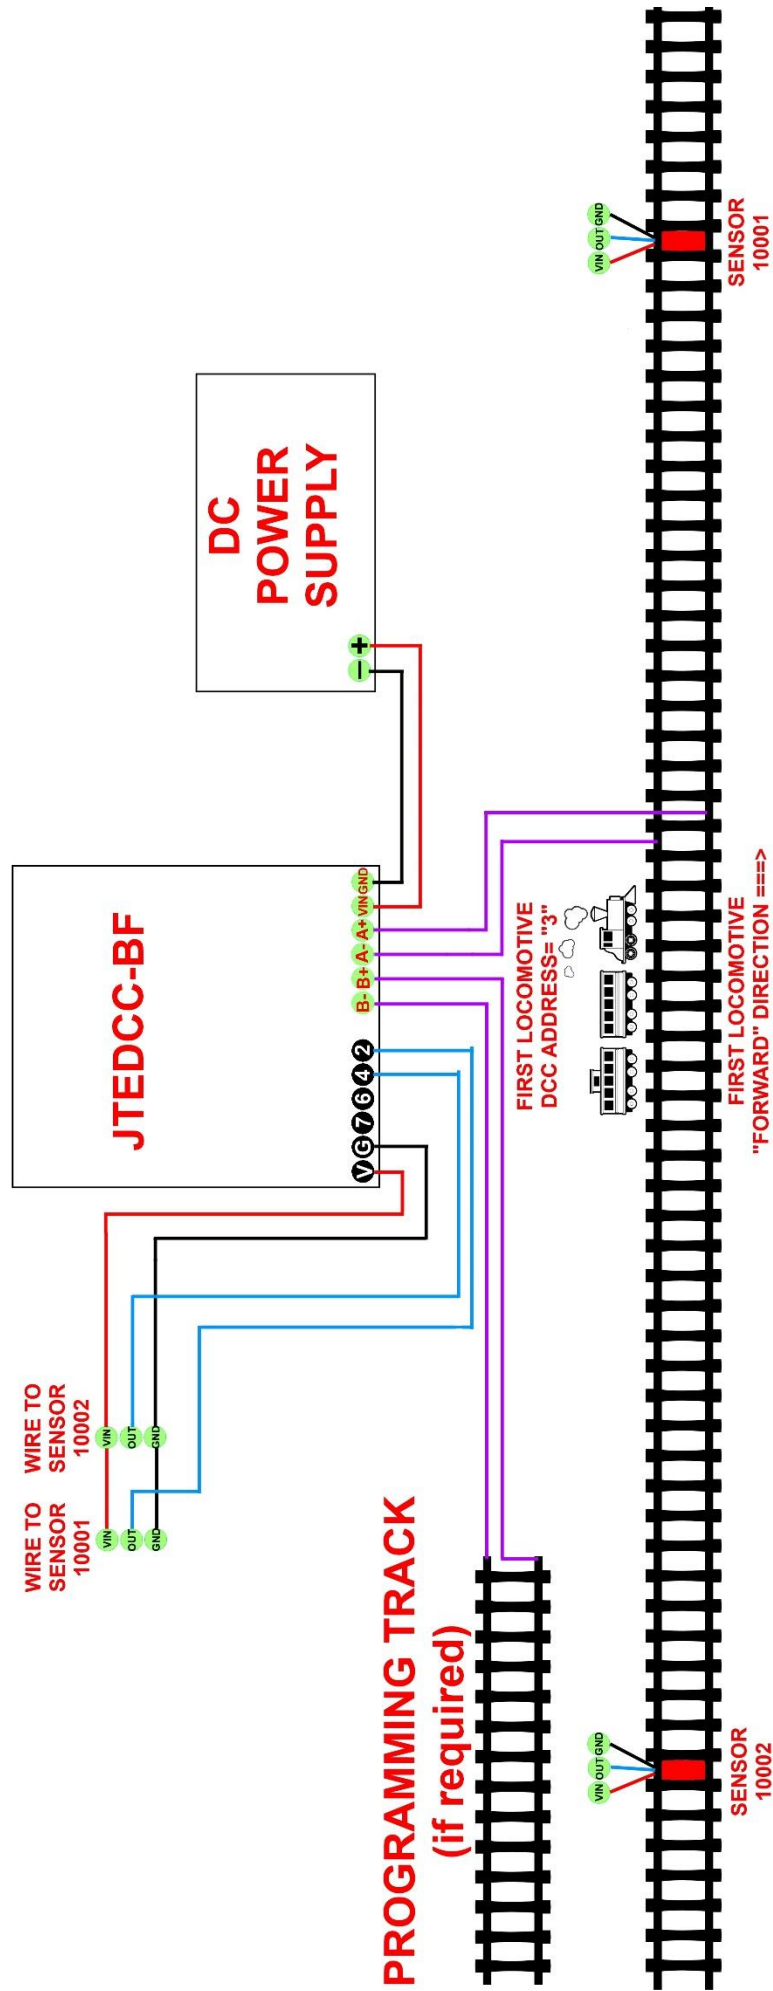 WIRE TO
SENSOR
10001
WIRE TO
SENSOR
10002
VIN
OUT
GND
VIN
OUT
GND
JTEDCC-BF
V G 7 6 4 2
B- B+ A- A+ VIN GND
DC
POWER
SUPPLY
− +
PROGRAMMING TRACK
(if required)
FIRST LOCOMOTIVE
DCC ADDRESS= "3"
VIN OUT GND
VIN OUT GND
SENSOR
10002
FIRST LOCOMOTIVE
"FORWARD" DIRECTION ===>
SENSOR
10001